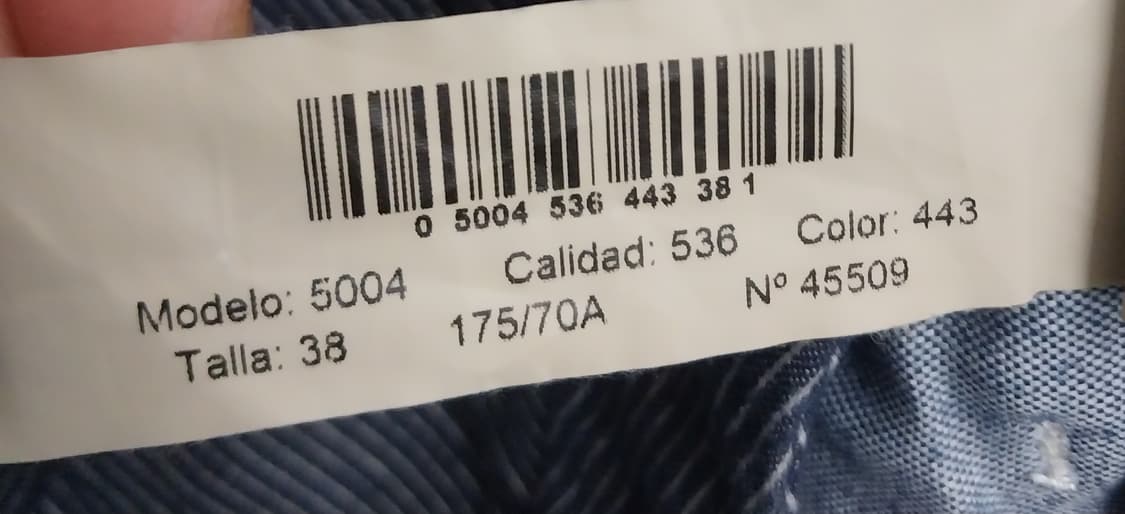 0 5004 536 443 38 1
Modelo: 5004 Calidad: 536 Color: 443
Talla: 38 175/70A Nº 45509